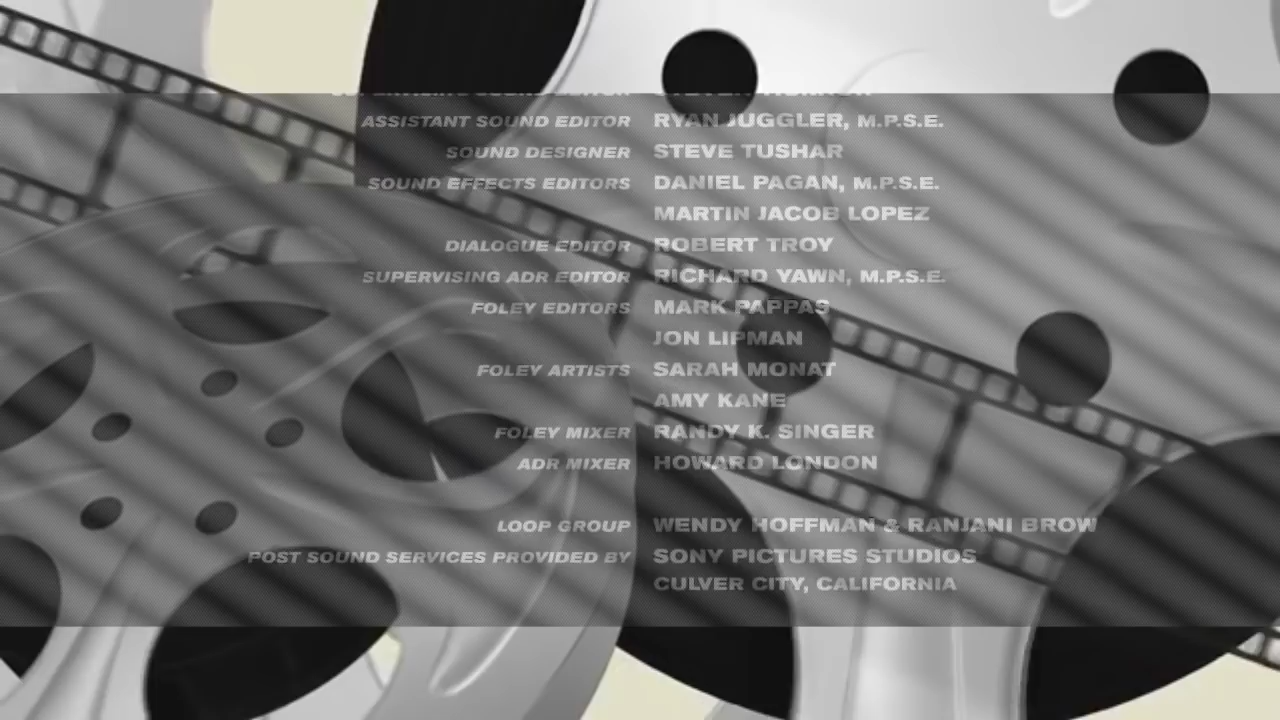 ASSISTANT SOUND EDITOR RYAN JUGGLER, M.P.S.E.
SOUND DESIGNER STEVE TUSHAR
SOUND EFFECTS EDITORS DANIEL PAGAN, M.P.S.E.
MARTIN JACOB LOPEZ
DIALOGUE EDITOR ROBERT TROY
SUPERVISING ADR EDITOR RICHARD YAWN, M.P.S.E.
FOLEY EDITORS MARK PAPPAS
JON LIPMAN
FOLEY ARTISTS SARAH MONAT
AMY KANE
FOLEY MIXER RANDY K. SINGER
ADR MIXER HOWARD LONDON
LOOP GROUP WENDY HOFFMAN & RANJANI BROW
POST SOUND SERVICES PROVIDED BY SONY PICTURES STUDIOS
CULVER CITY, CALIFORNIA